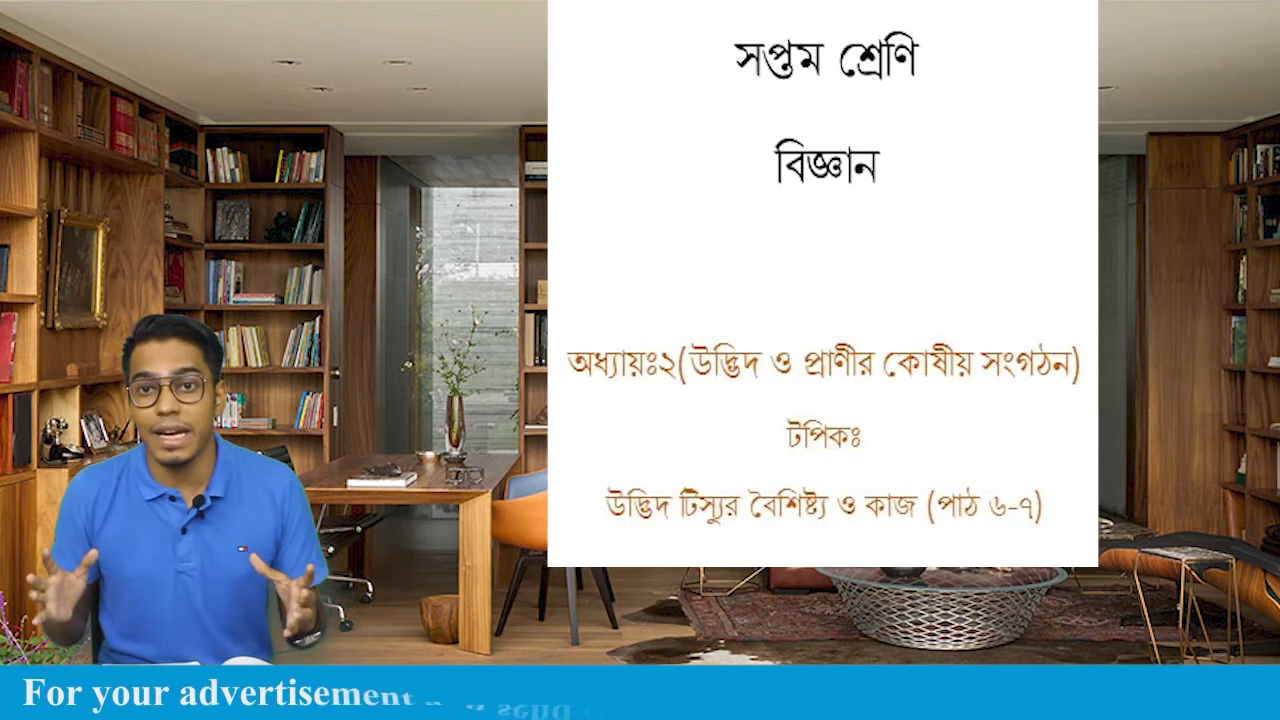 সপ্তম শ্রেণি
বিজ্ঞান
অধ্যায়ঃ২(উদ্ভিদ ও প্রাণীর কোষীয় সংগঠন)
টপিকঃ
উদ্ভিদ টিস্যুর বৈশিষ্ট্য ও কাজ (পাঠ ৬-৭)
For your advertisement